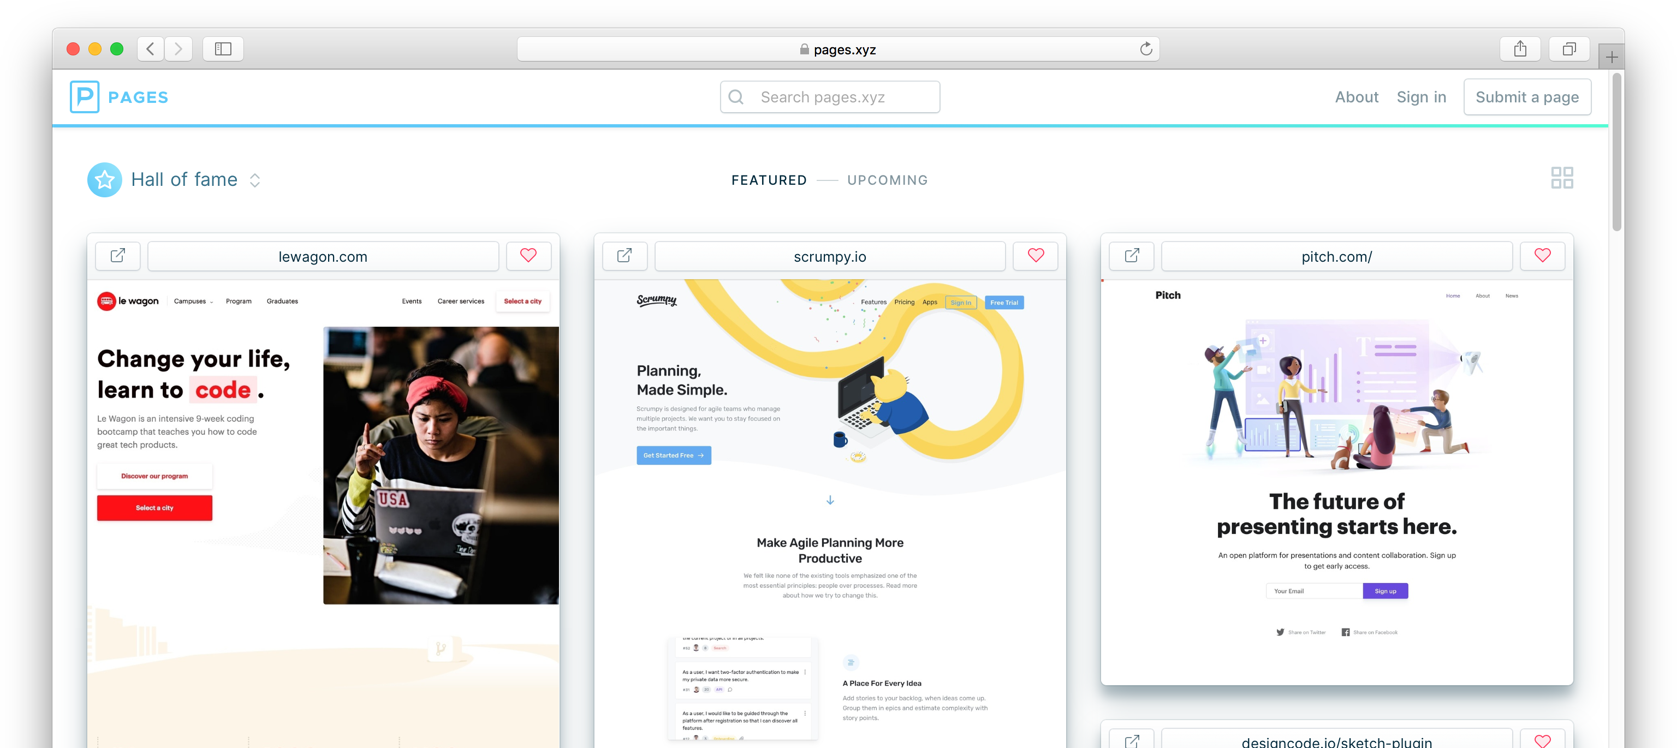 pages.xyz
PAGES
Search pages.xyz
About
Sign in
Submit a page
Hall of fame
FEATURED
UPCOMING
lewagon.com
le wagon
Campuses
Program
Graduates
Events
Career services
Select a city
Change your life,
learn to code.
Le Wagon is an intensive 9-week coding
bootcamp that teaches you how to code
great tech products.
Discover our program
Select a city
USA
scrumpy.io
Scrumpy
Features
Pricing
Apps
Sign In
Free Trial
Planning,
Made Simple.
Scrumpy is designed for agile teams who manage
multiple projects. We want you to stay focused on
the important things.
Get Started Free →
Make Agile Planning More
Productive
We felt like none of the existing tools emphasized one of the
most essential principles: people over processes. Read more
about how we try to change this.
the current project or in all projects.
Search
As a user, I want two-factor authentication to make
my private data more secure.
API
As a user, I would like to be guided through the
platform after registration so that I can discover all
features.
A Place For Every Idea
Add stories to your backlog, when ideas come up.
Group them in epics and estimate complexity with
story points.
pitch.com/
Pitch
Home
About
News
The future of
presenting starts here.
An open platform for presentations and content collaboration. Sign up
to get early access.
Your Email
Sign up
Share on Twitter
Share on Facebook
designcode.io/sketch-plugin